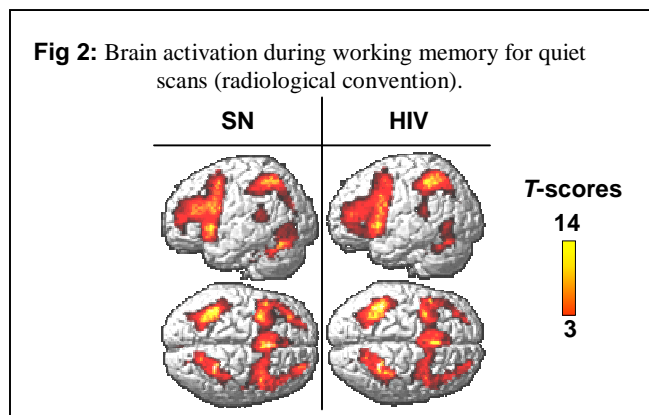 Fig 2: Brain activation during working memory for quiet
scans (radiological convention).
SN HIV
T-scores
14
3